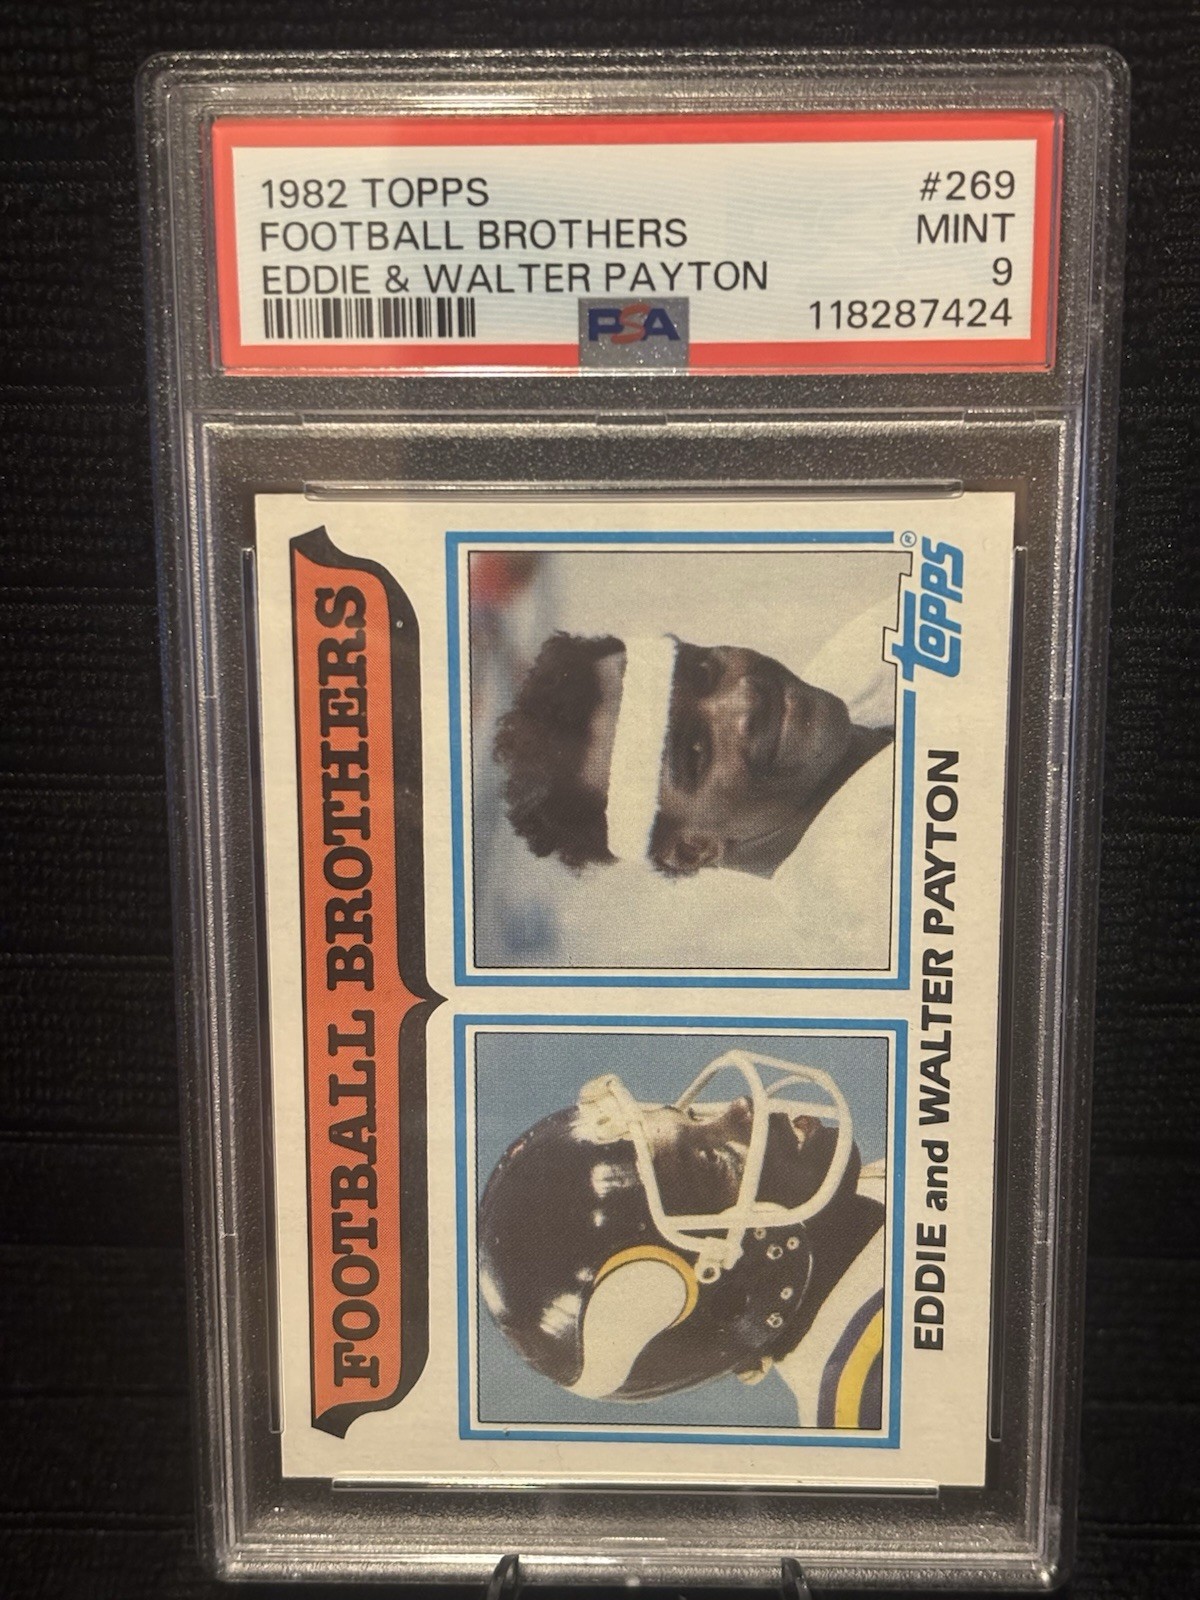 1982 TOPPS
FOOTBALL BROTHERS
EDDIE & WALTER PAYTON
#269
MINT
9
118287424
PSA
FOOTBALL BROTHERS
topps®
EDDIE and WALTER PAYTON